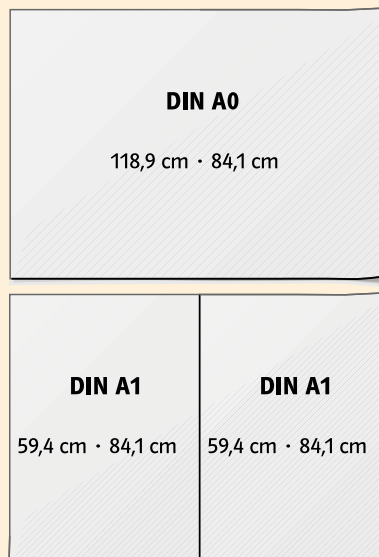 DIN A0
118,9 cm · 84,1 cm
DIN A1
59,4 cm · 84,1 cm
DIN A1
59,4 cm · 84,1 cm